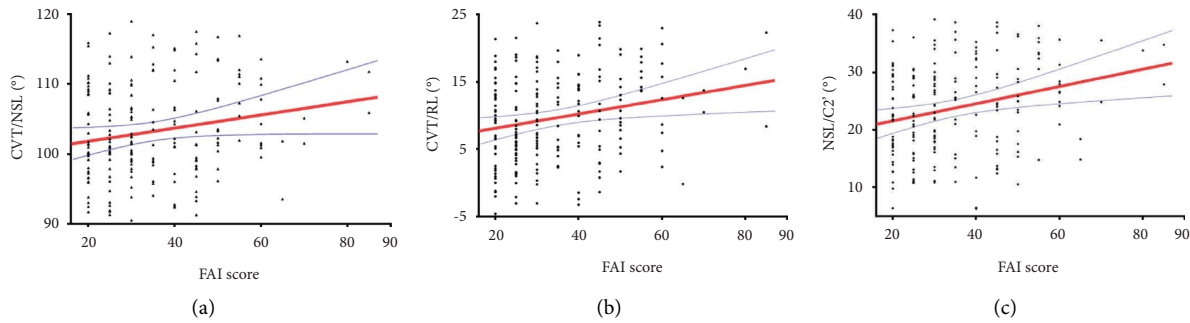 120
110
100
90
CVT/NSL (°)
20 40 60 80 90
FAI score
(a)
25
15
5
-5
CVT/RL (°)
20 40 60 80 90
FAI score
(b)
40
30
20
10
NSL/C2' (°)
20 40 60 80 90
FAI score
(c)